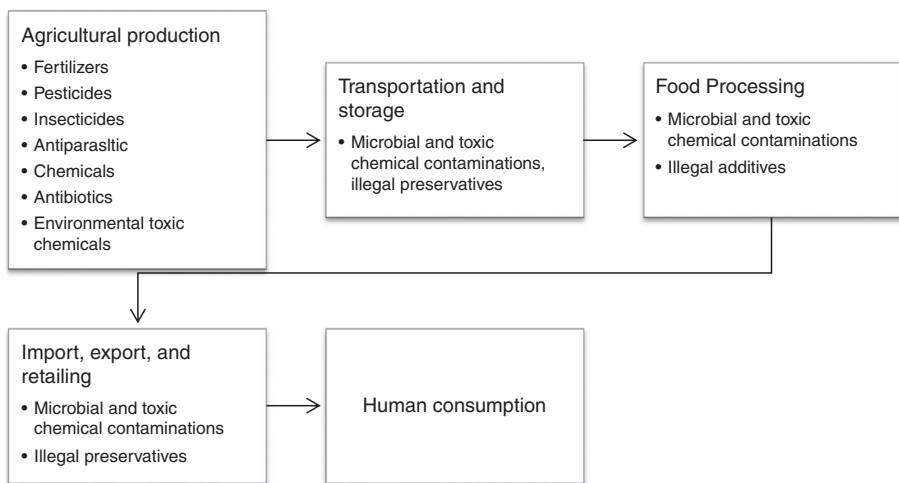 Agricultural production
• Fertilizers
• Pesticides
• Insecticides
• Antiparasltic
• Chemicals
• Antibiotics
• Environmental toxic
chemicals
Transportation and
storage
• Microbial and toxic
chemical contaminations,
illegal preservatives
Food Processing
• Microbial and toxic
chemical contaminations
• Illegal additives
Import, export, and
retailing
• Microbial and toxic
chemical contaminations
• Illegal preservatives
Human consumption